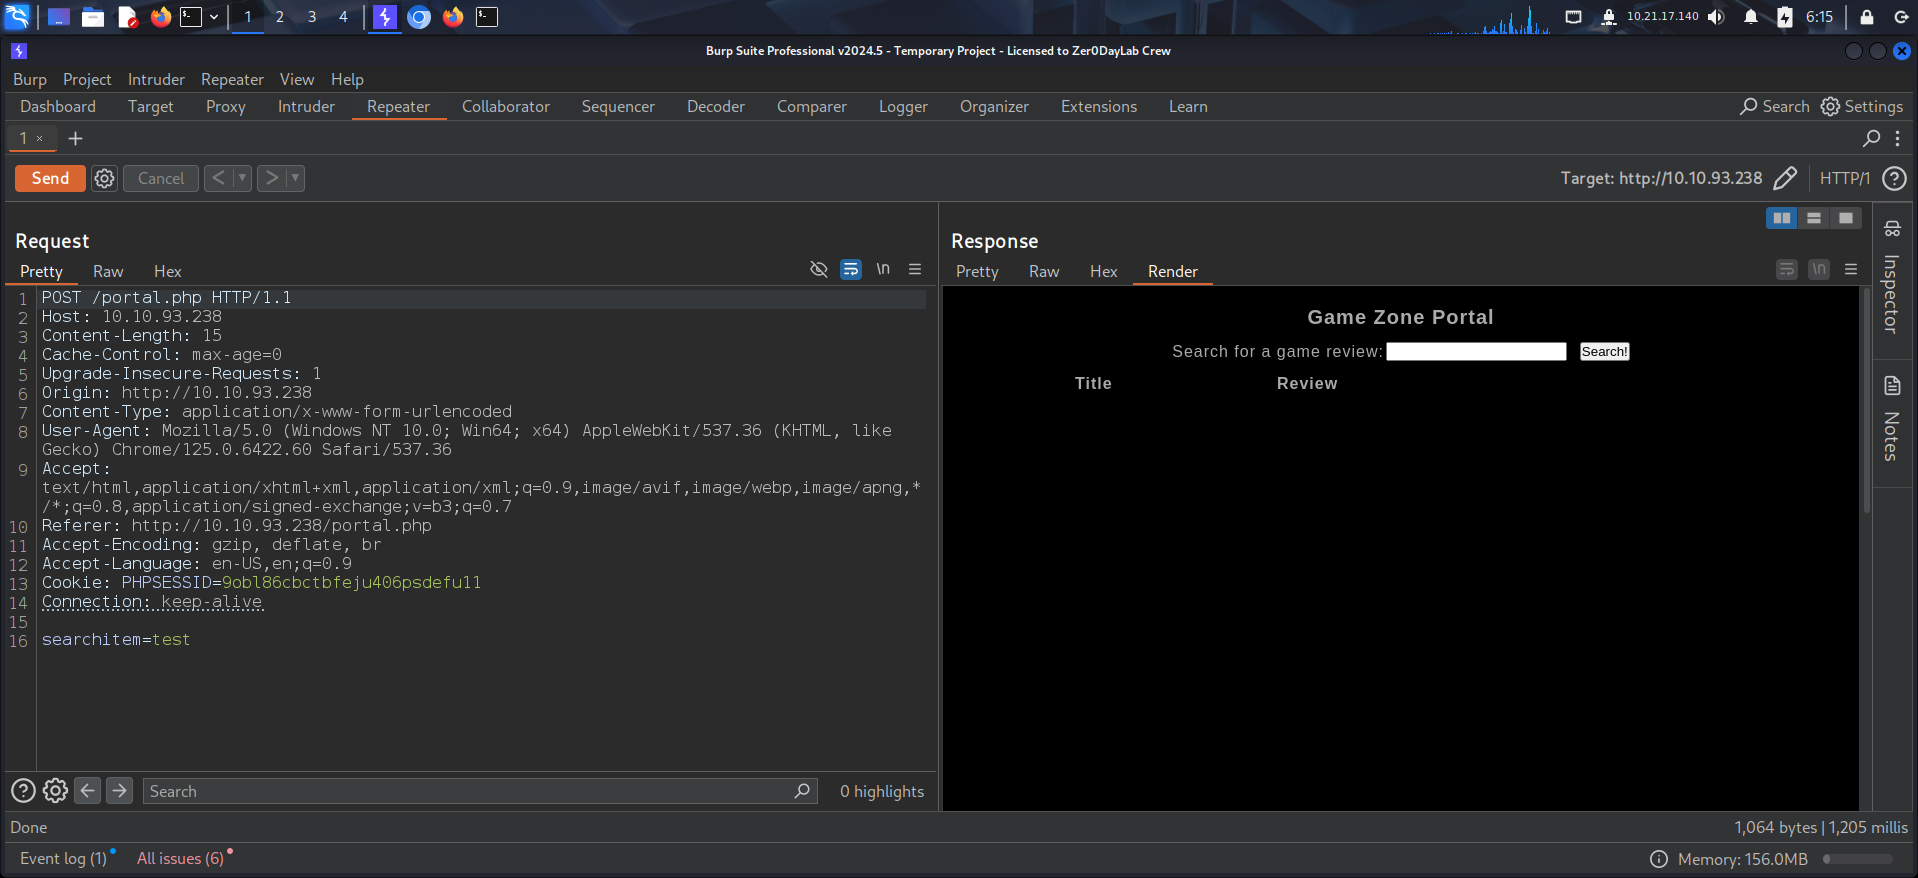 1 2 3 4 10.21.17.140 6:15
Burp Suite Professional v2024.5 - Temporary Project - Licensed to Zer0DayLab Crew
Burp Project Intruder Repeater View Help
Dashboard Target Proxy Intruder Repeater Collaborator Sequencer Decoder Comparer Logger Organizer Extensions Learn Search Settings
1 × +
Send Cancel < > Target: http://10.10.93.238 HTTP/1 ?
Request
Pretty Raw Hex \n
1 POST /portal.php HTTP/1.1
2 Host: 10.10.93.238
3 Content-Length: 15
4 Cache-Control: max-age=0
5 Upgrade-Insecure-Requests: 1
6 Origin: http://10.10.93.238
7 Content-Type: application/x-www-form-urlencoded
8 User-Agent: Mozilla/5.0 (Windows NT 10.0; Win64; x64) AppleWebKit/537.36 (KHTML, like
Gecko) Chrome/125.0.6422.60 Safari/537.36
9 Accept:
text/html,application/xhtml+xml,application/xml;q=0.9,image/avif,image/webp,image/apng,*
/*;q=0.8,application/signed-exchange;v=b3;q=0.7
10 Referer: http://10.10.93.238/portal.php
11 Accept-Encoding: gzip, deflate, br
12 Accept-Language: en-US,en;q=0.9
13 Cookie: PHPSESSID=9obl86cbctbfeju406psdefu11
14 Connection: keep-alive
15
16 searchitem=test
? Search 0 highlights
Response
Pretty Raw Hex Render \n
Game Zone Portal
Search for a game review: Search!
Title Review
Inspector
Notes
Done 1,064 bytes | 1,205 millis
Event log (1) All issues (6) Memory: 156.0MB